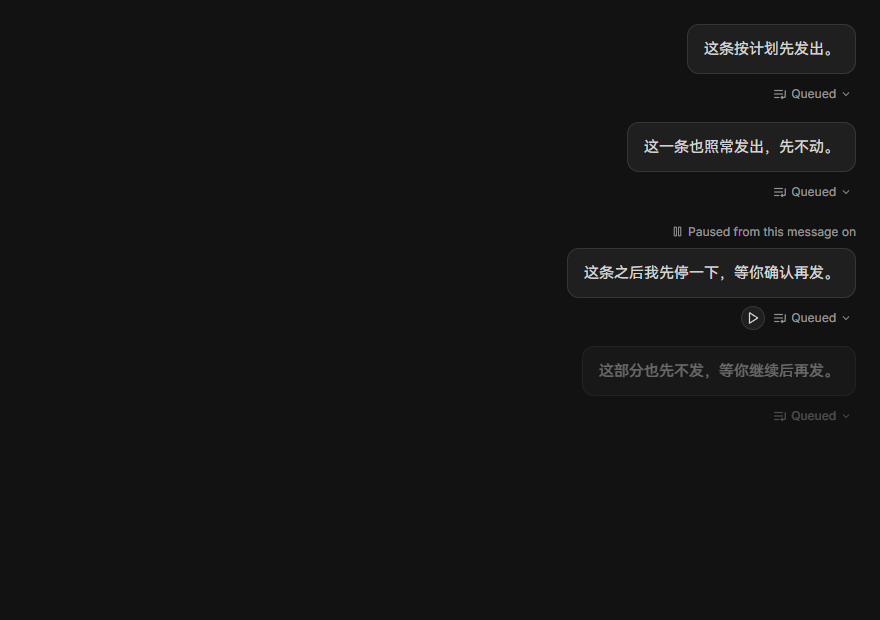 这条按计划先发出。
Queued
这一条也照常发出，先不动。
Queued
Paused from this message on
这条之后我先停一下，等你确认再发。
Queued
这部分也先不发，等你继续后再发。
Queued